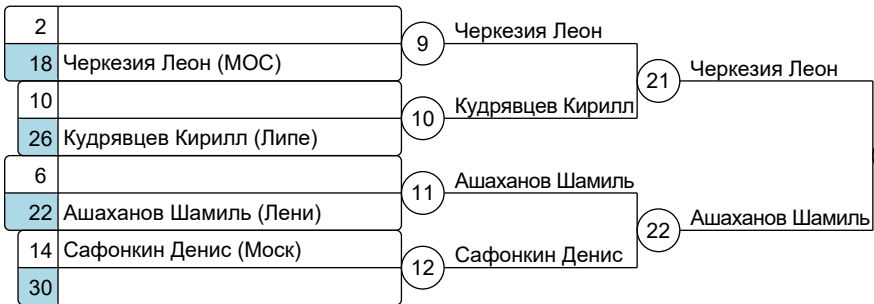 2
18 Черкезия Леон (МОС)
10
26 Кудрявцев Кирилл (Липе)
6
22 Ашаханов Шамиль (Лени)
14 Сафонкин Денис (Моск)
30
9 Черкезия Леон
10 Кудрявцев Кирилл
11 Ашаханов Шамиль
12 Сафонкин Денис
21 Черкезия Леон
22 Ашаханов Шамиль